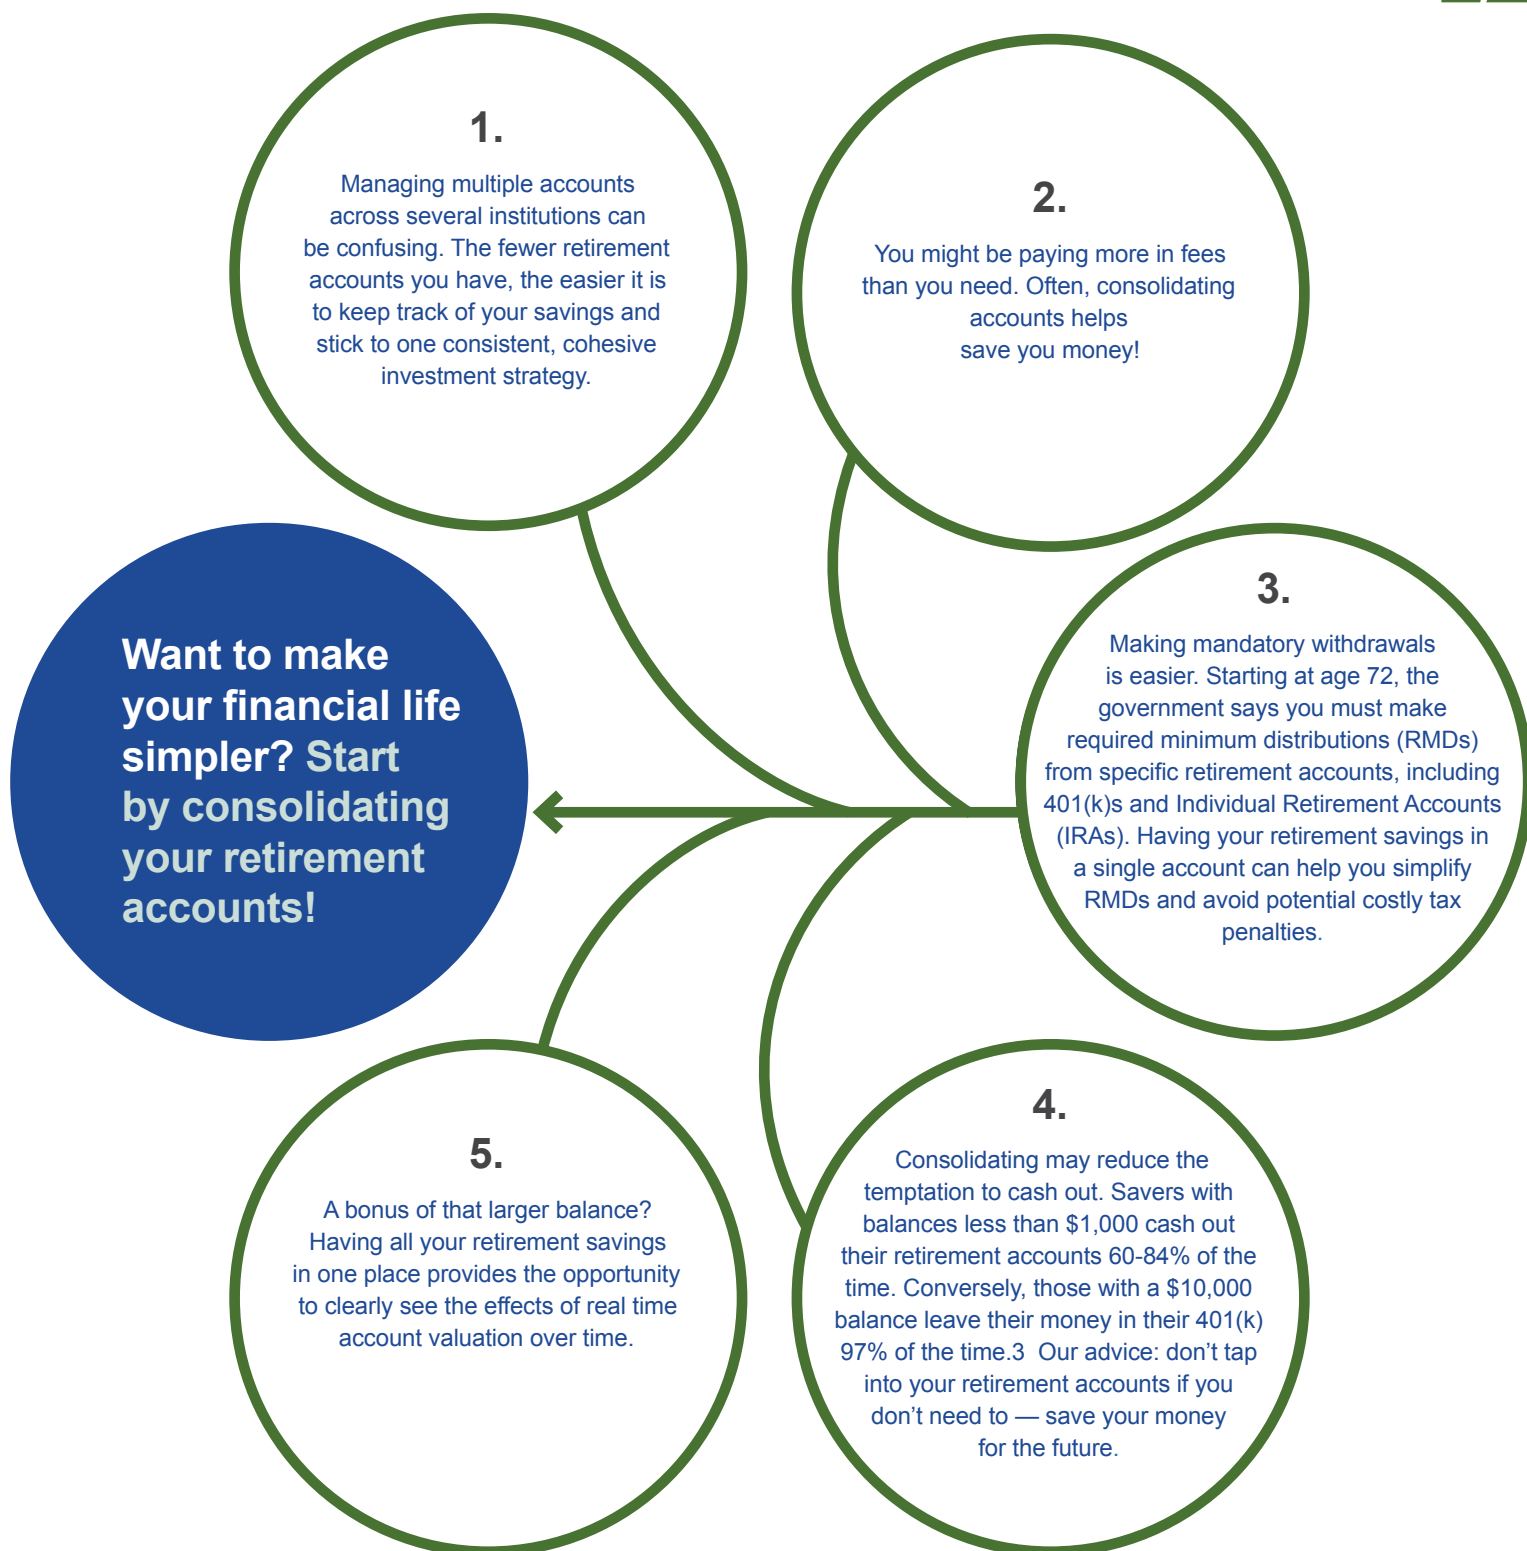 1.
Managing multiple accounts
across several institutions can
be confusing. The fewer retirement
accounts you have, the easier it is
to keep track of your savings and
stick to one consistent, cohesive
investment strategy.
2.
You might be paying more in fees
than you need. Often, consolidating
accounts helps
save you money!
Want to make
your financial life
simpler? Start
by consolidating
your retirement
accounts!
3.
Making mandatory withdrawals
is easier. Starting at age 72, the
government says you must make
required minimum distributions (RMDs)
from specific retirement accounts, including
401(k)s and Individual Retirement Accounts
(IRAs). Having your retirement savings in
a single account can help you simplify
RMDs and avoid potential costly tax
penalties.
4.
Consolidating may reduce the
temptation to cash out. Savers with
balances less than $1,000 cash out
their retirement accounts 60-84% of the
time. Conversely, those with a $10,000
balance leave their money in their 401(k)
97% of the time.3  Our advice: don’t tap
into your retirement accounts if you
don’t need to — save your money
for the future.
5.
A bonus of that larger balance?
Having all your retirement savings
in one place provides the opportunity
to clearly see the effects of real time
account valuation over time.